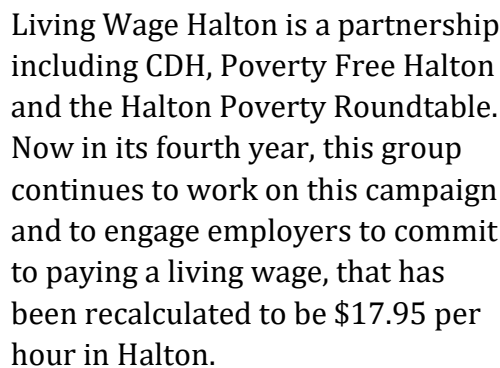 Living Wage Halton is a partnership
including CDH, Poverty Free Halton
and the Halton Poverty Roundtable.
Now in its fourth year, this group
continues to work on this campaign
and to engage employers to commit
to paying a living wage, that has
been recalculated to be $17.95 per
hour in Halton.